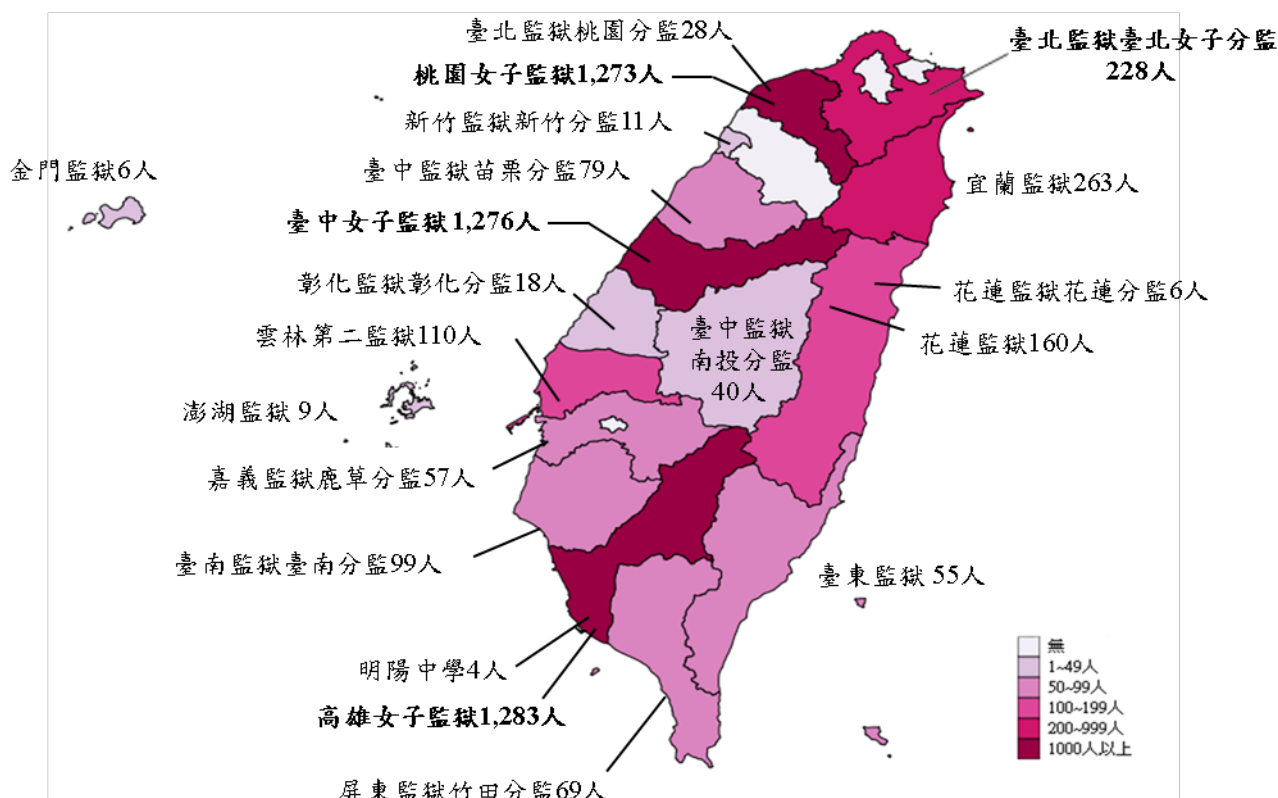 臺北監獄桃園分監28人
臺北監獄臺北女子分監
228人
桃園女子監獄1,273人
新竹監獄新竹分監11人
金門監獄6人
臺中監獄苗栗分監79人
宜蘭監獄263人
臺中女子監獄1,276人
彰化監獄彰化分監18人
花蓮監獄花蓮分監6人
雲林第二監獄110人
臺中監獄
南投分監
40人
花蓮監獄160人
澎湖監獄 9人
嘉義監獄鹿草分監57人
臺南監獄臺南分監99人
臺東監獄 55人
明陽中學4人
高雄女子監獄1,283人
屏東監獄竹田分監69人
無
1~49人
50~99人
100~199人
200~999人
1000人以上